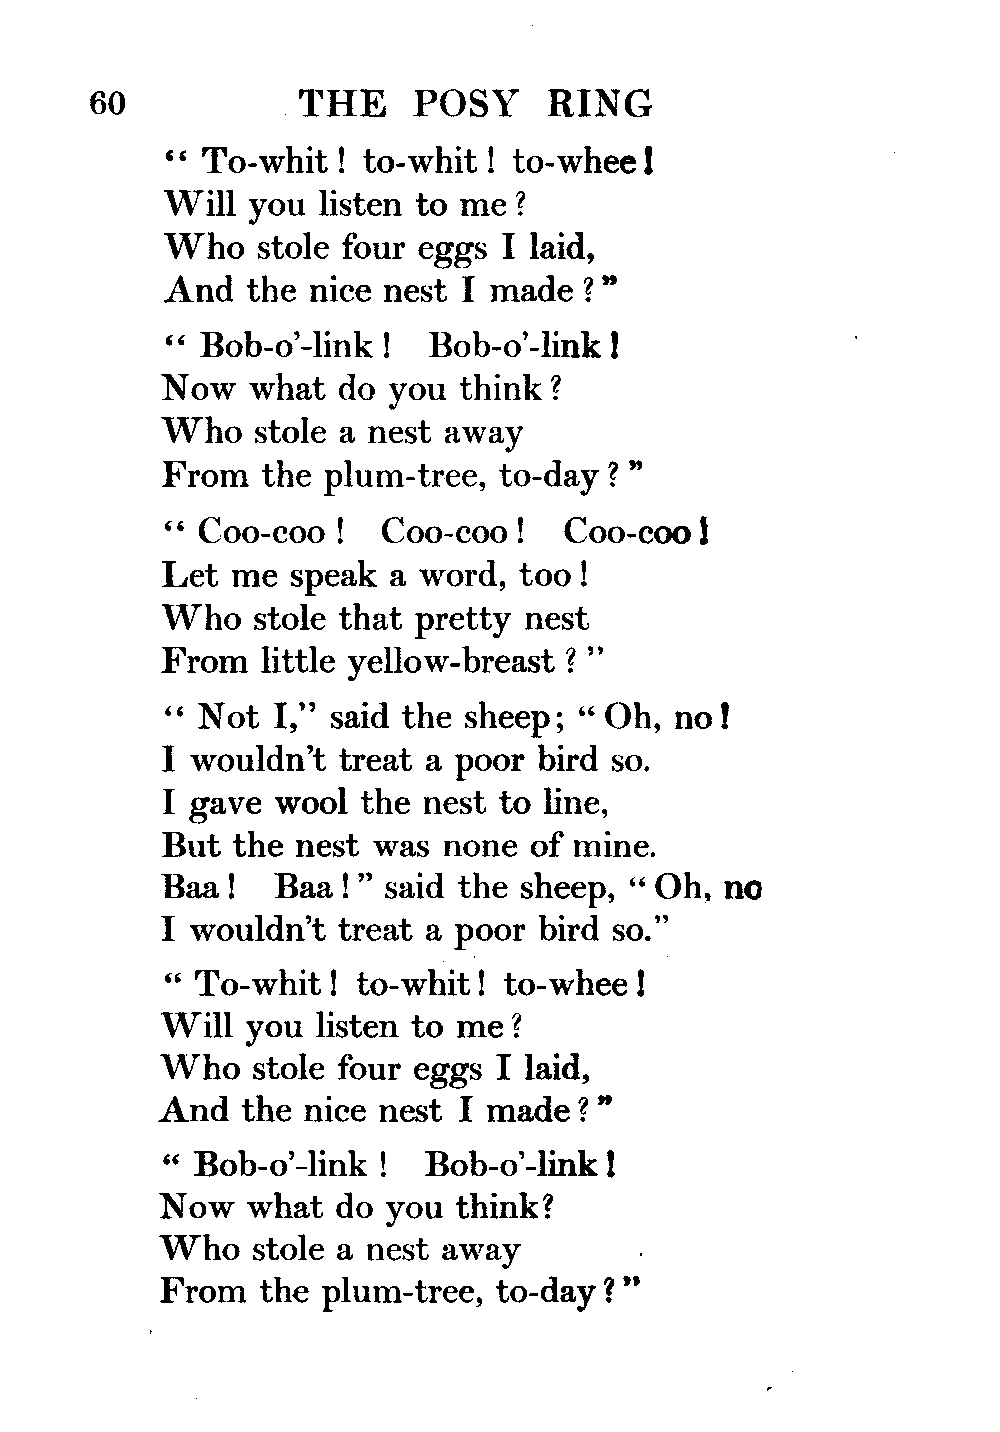 60 THE POSY RING
" To-whit ! to-whit ! to-whee !
Will you listen to me ?
Who stole four eggs I laid,
And the nice nest I made ? "
" Bob-o'-link ! Bob-o'-link !
Now what do you think ?
Who stole a nest away
From the plum-tree, to-day ? "
" Coo-coo ! Coo-coo ! Coo-coo !
Let me speak a word, too !
Who stole that pretty nest
From little yellow-breast ? "
" Not I," said the sheep; " Oh, no !
I wouldn't treat a poor bird so.
I gave wool the nest to line,
But the nest was none of mine.
Baa ! Baa ! " said the sheep, " Oh, no
I wouldn't treat a poor bird so."
" To-whit ! to-whit ! to-whee !
Will you listen to me ?
Who stole four eggs I laid,
And the nice nest I made ? "
" Bob-o'-link ! Bob-o'-link !
Now what do you think?
Who stole a nest away
From the plum-tree, to-day ? "